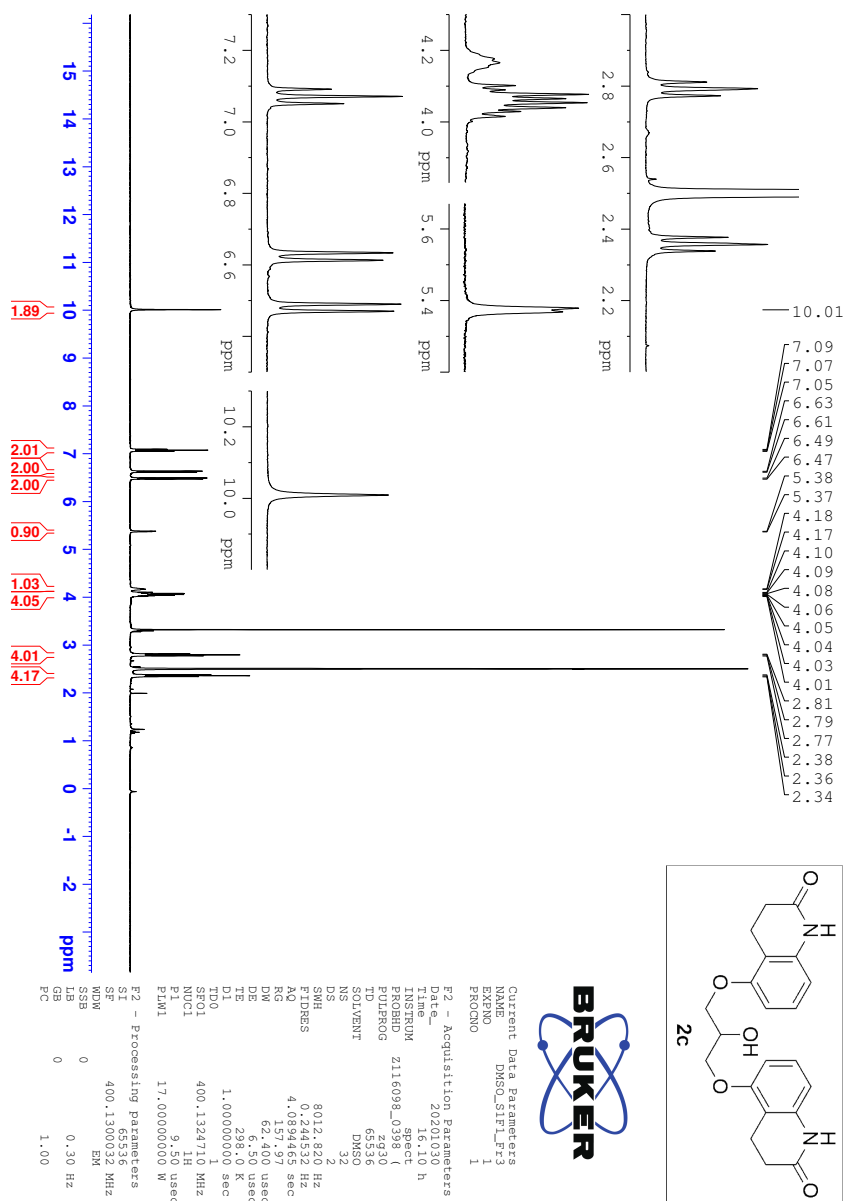 10.01
7.09
7.07
7.05
6.63
6.61
6.49
6.47
5.38
5.37
4.18
4.17
4.10
4.09
4.08
4.06
4.05
4.04
4.03
4.01
2.81
2.79
2.77
2.38
2.36
2.34
O
N
H
O
OH
O
H
N
O
2c
2.8 2.6 2.4 2.2
4.2 4.0 ppm
5.6 5.4 ppm
7.2 7.0 6.8 6.6 ppm
10.2 10.0 ppm
15 14 13 12 11 10 9 8 7 6 5 4 3 2 1 0 -1 -2 ppm
1.89
2.01
2.00
2.00
0.90
1.03
4.05
4.01
4.17
BRUKER
Current Data Parameters
NAME DMSO_S1F1_Fr3
EXPNO 1
PROCNO 1
F2 - Acquisition Parameters
Date_ 20201030
Time 16.10 h
INSTRUM spect
PROBHD Z116098_0398 (
PULPROG zg30
TD 65536
SOLVENT DMSO
NS 32
DS 2
SWH 8012.820 Hz
FIDRES 0.244532 Hz
AQ 4.0894465 sec
RG 157.97
DW 62.400 usec
DE 6.50 usec
TE 298.0 K
D1 1.00000000 sec
TD0 1
SFO1 400.1324710 MHz
NUC1 1H
P1 9.50 usec
PLW1 17.00000000 W
F2 - Processing parameters
SI 65536
SF 400.1300032 MHz
WDW EM
SSB 0
LB 0.30 Hz
GB 0
PC 1.00